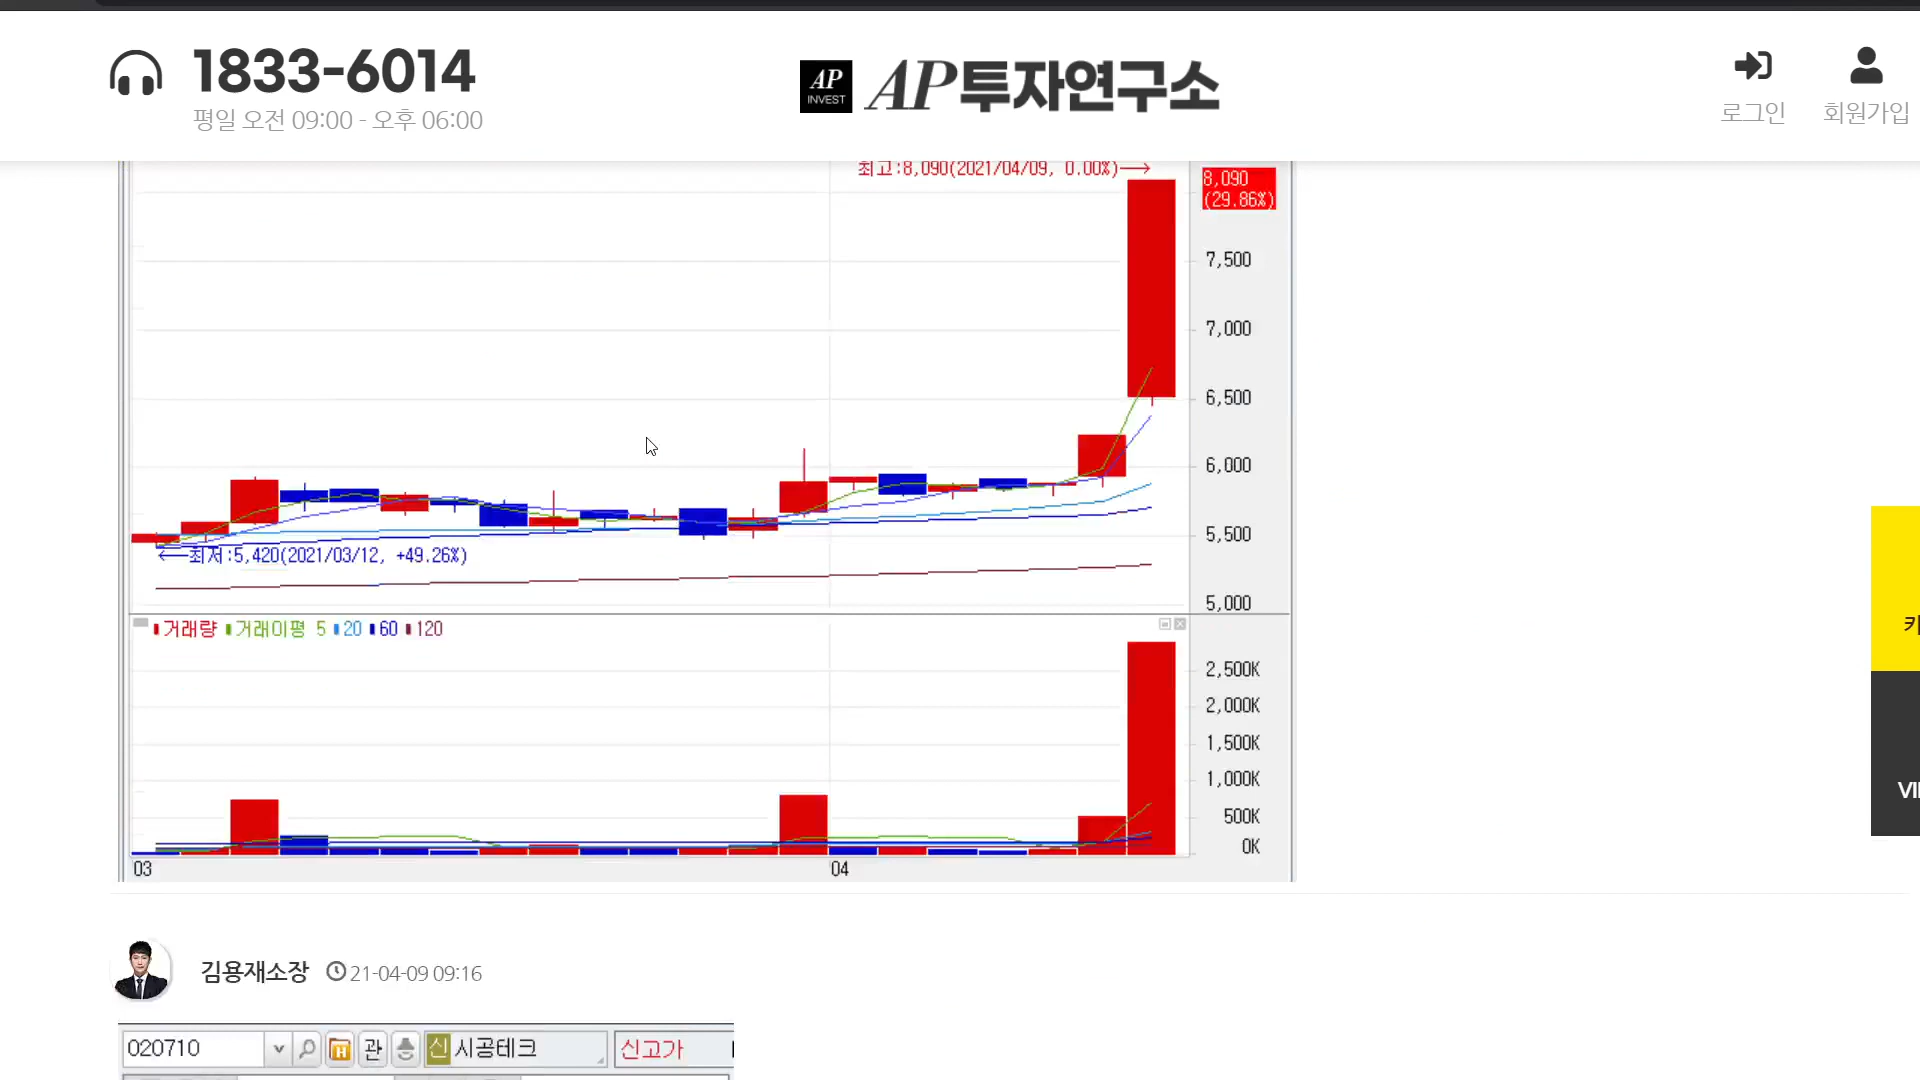 1833-6014
평일 오전 09:00 - 오후 06:00
AP
INVEST
AP투자연구소
로그인
회원가입
최고:8,090(2021/04/09, 0.00%)
8,090
(29.86%)
7,500
7,000
6,500
6,000
5,500
5,000
최저:5,420(2021/03/12, +49.26%)
거래량 거래이평 5 20 60 120
2,500K
2,000K
1,500K
1,000K
500K
0K
03
04
키
VI
김용재소장 21-04-09 09:16
020710 관 신 시공테크 신고가